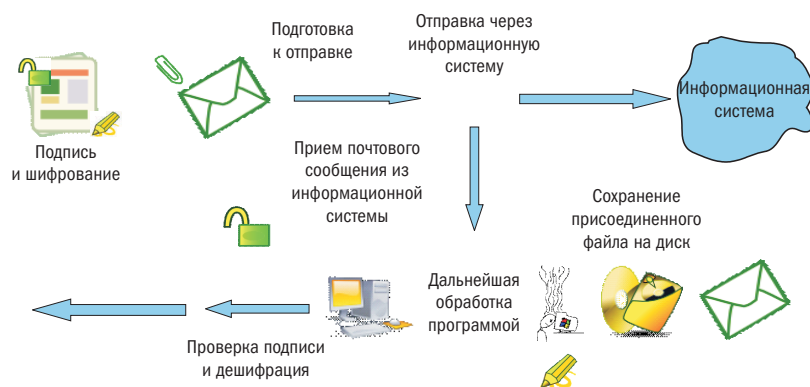 Подготовка
к отправке
Отправка через
информационную
систему
Информационная
система
Подпись
и шифрование
Прием почтового
сообщения из
информационной
системы
Сохранение
присоединенного
файла на диск
Дальнейшая
обработка
программой
Проверка подписи
и дешифрация